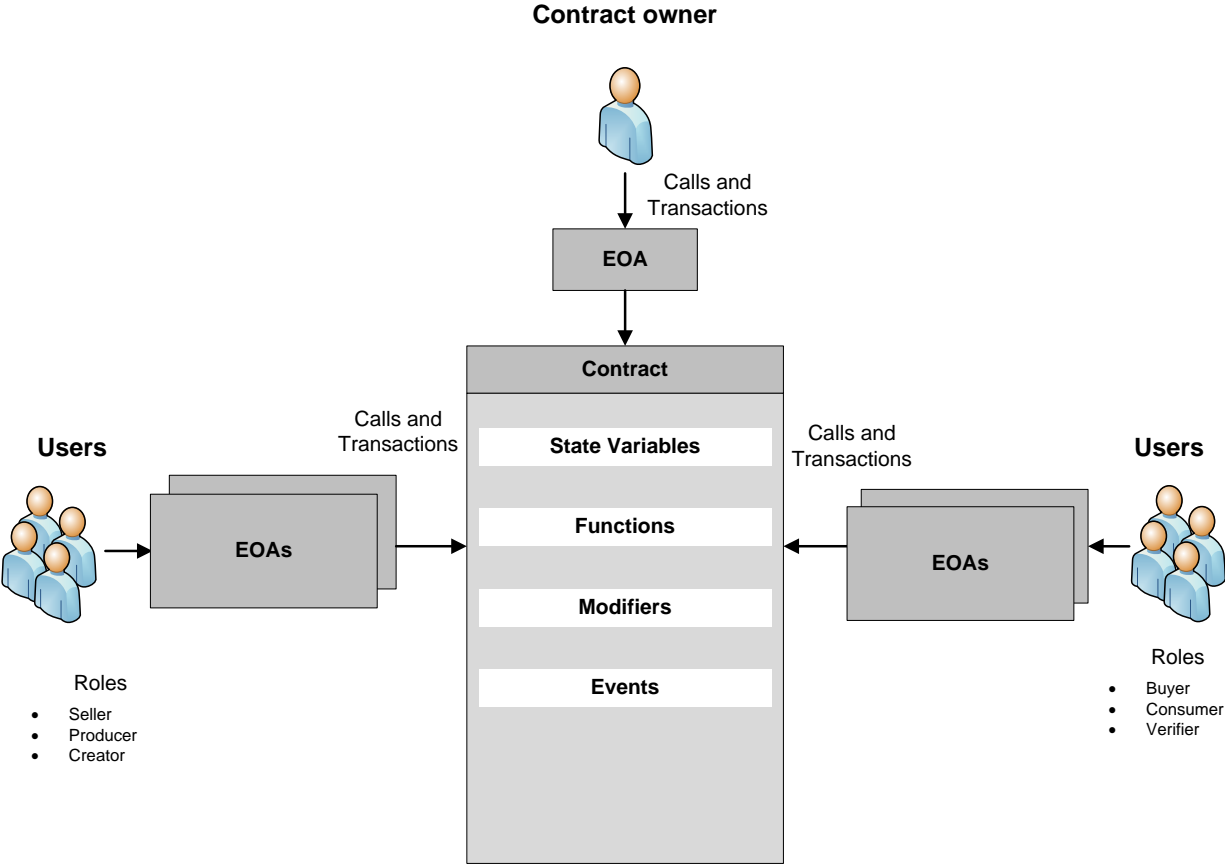 Contract owner
Calls and
Transactions
EOA
Contract
Calls and
Transactions
State Variables
Calls and
Transactions
Users
Users
Functions
EOAs
EOAs
Modifiers
Events
Roles
• Seller
• Producer
• Creator
Roles
• Buyer
• Consumer
• Verifier